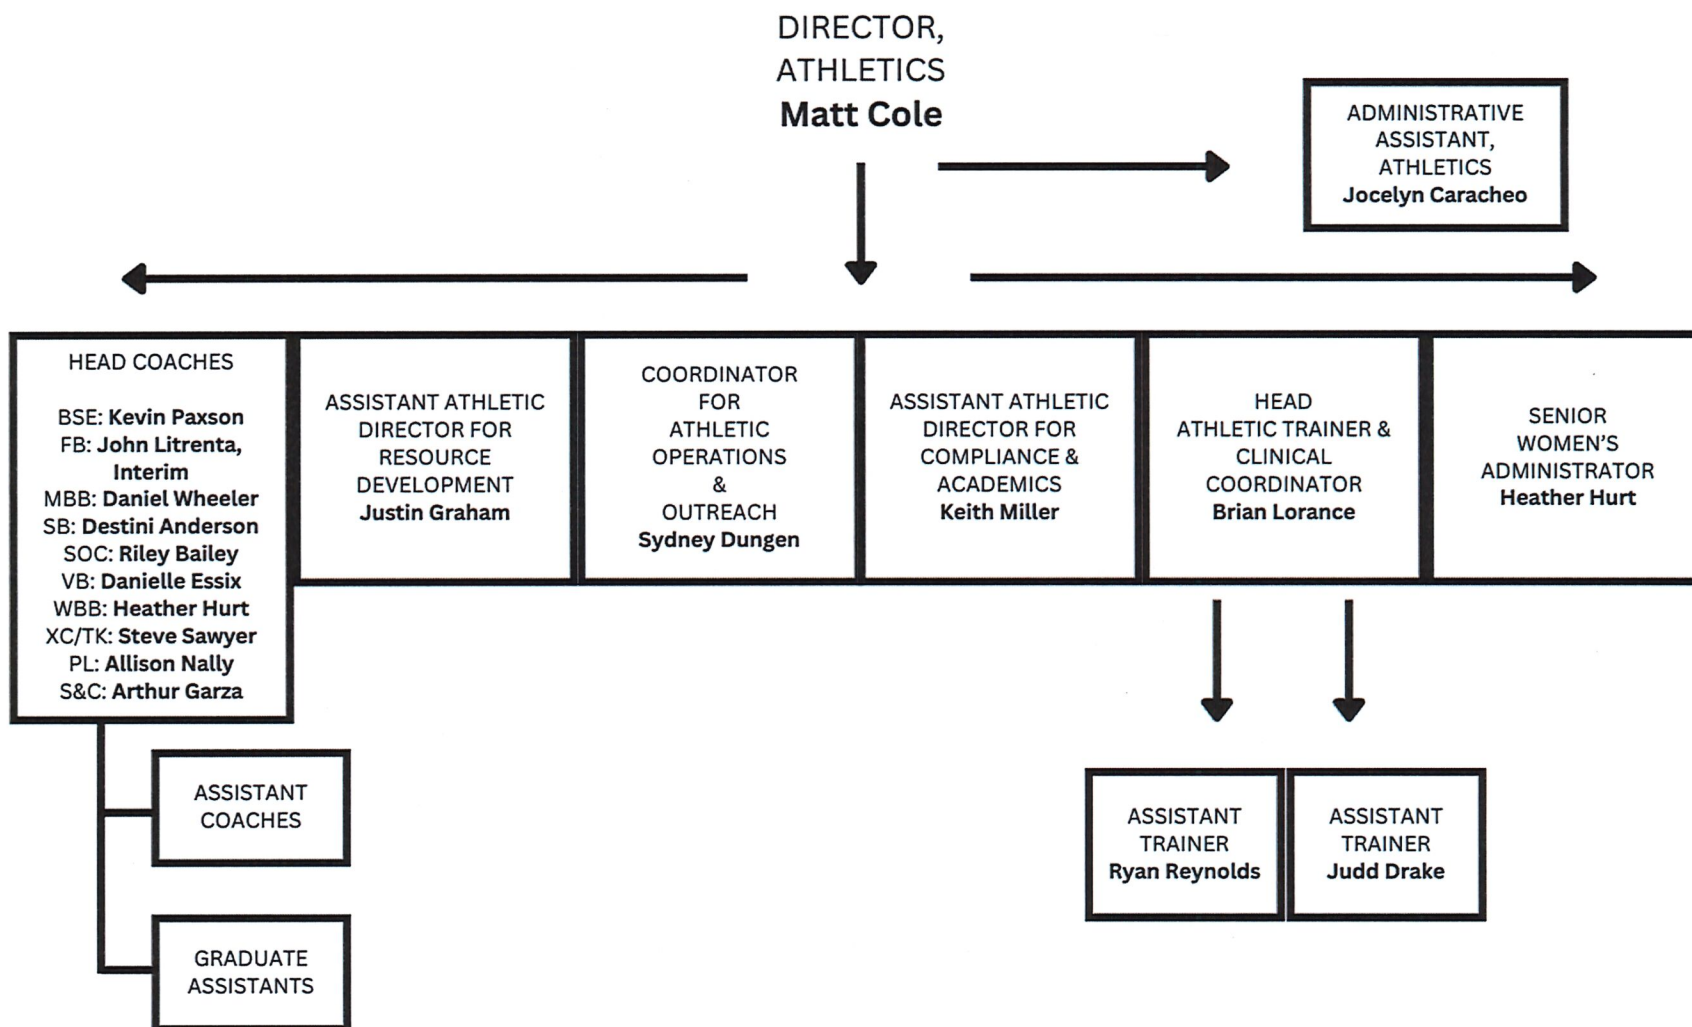 DIRECTOR,
ATHLETICS
Matt Cole
ADMINISTRATIVE
ASSISTANT,
ATHLETICS
Jocelyn Caracheo
HEAD COACHES
BSE: Kevin Paxson
FB: John Litrenta,
Interim
MBB: Daniel Wheeler
SB: Destini Anderson
SOC: Riley Bailey
VB: Danielle Essix
WBB: Heather Hurt
XC/TK: Steve Sawyer
PL: Allison Nally
S&C: Arthur Garza
ASSISTANT ATHLETIC
DIRECTOR FOR
RESOURCE
DEVELOPMENT
Justin Graham
COORDINATOR
FOR
ATHLETIC
OPERATIONS
&
OUTREACH
Sydney Dungen
ASSISTANT ATHLETIC
DIRECTOR FOR
COMPLIANCE &
ACADEMICS
Keith Miller
HEAD
ATHLETIC TRAINER &
CLINICAL
COORDINATOR
Brian Lorance
SENIOR
WOMEN'S
ADMINISTRATOR
Heather Hurt
ASSISTANT
COACHES
GRADUATE
ASSISTANTS
ASSISTANT
TRAINER
Ryan Reynolds
ASSISTANT
TRAINER
Judd Drake